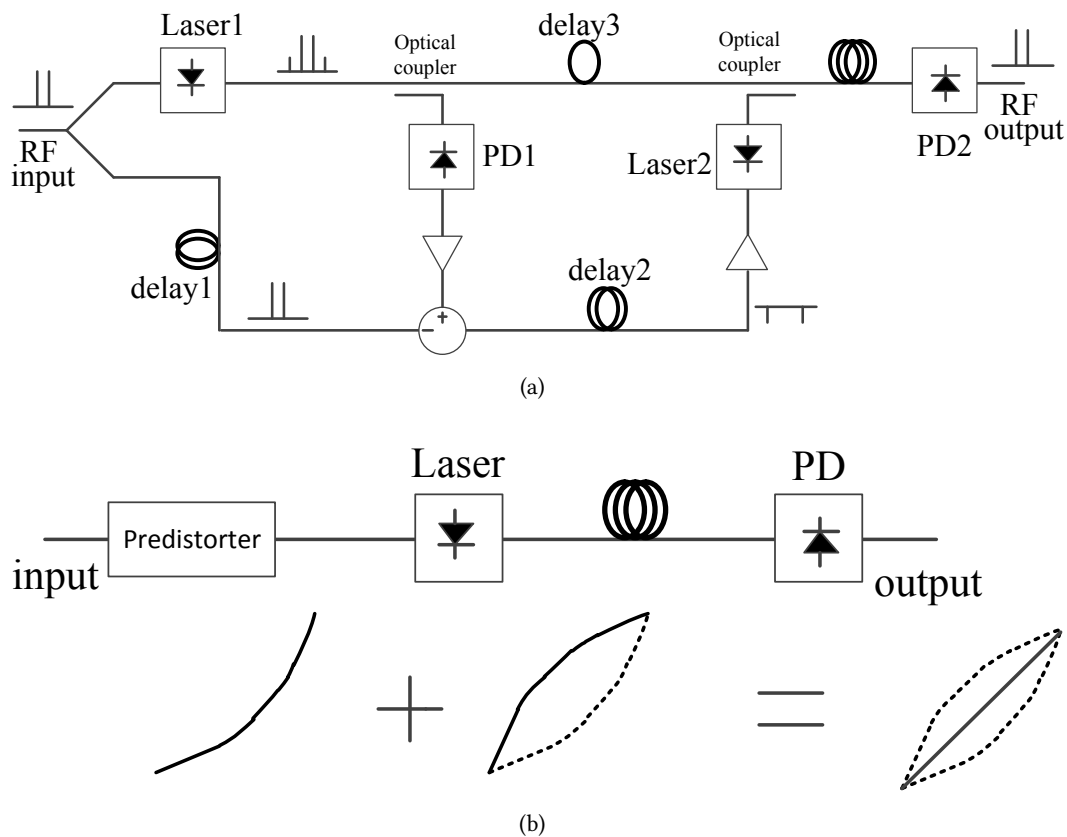 Laser1
Optical
coupler
delay3
Optical
coupler
RF
input
PD1
Laser2
PD2
RF
output
delay1
delay2
+
-
(a)
Laser
PD
Predistorter
input
output
+
=
(b)